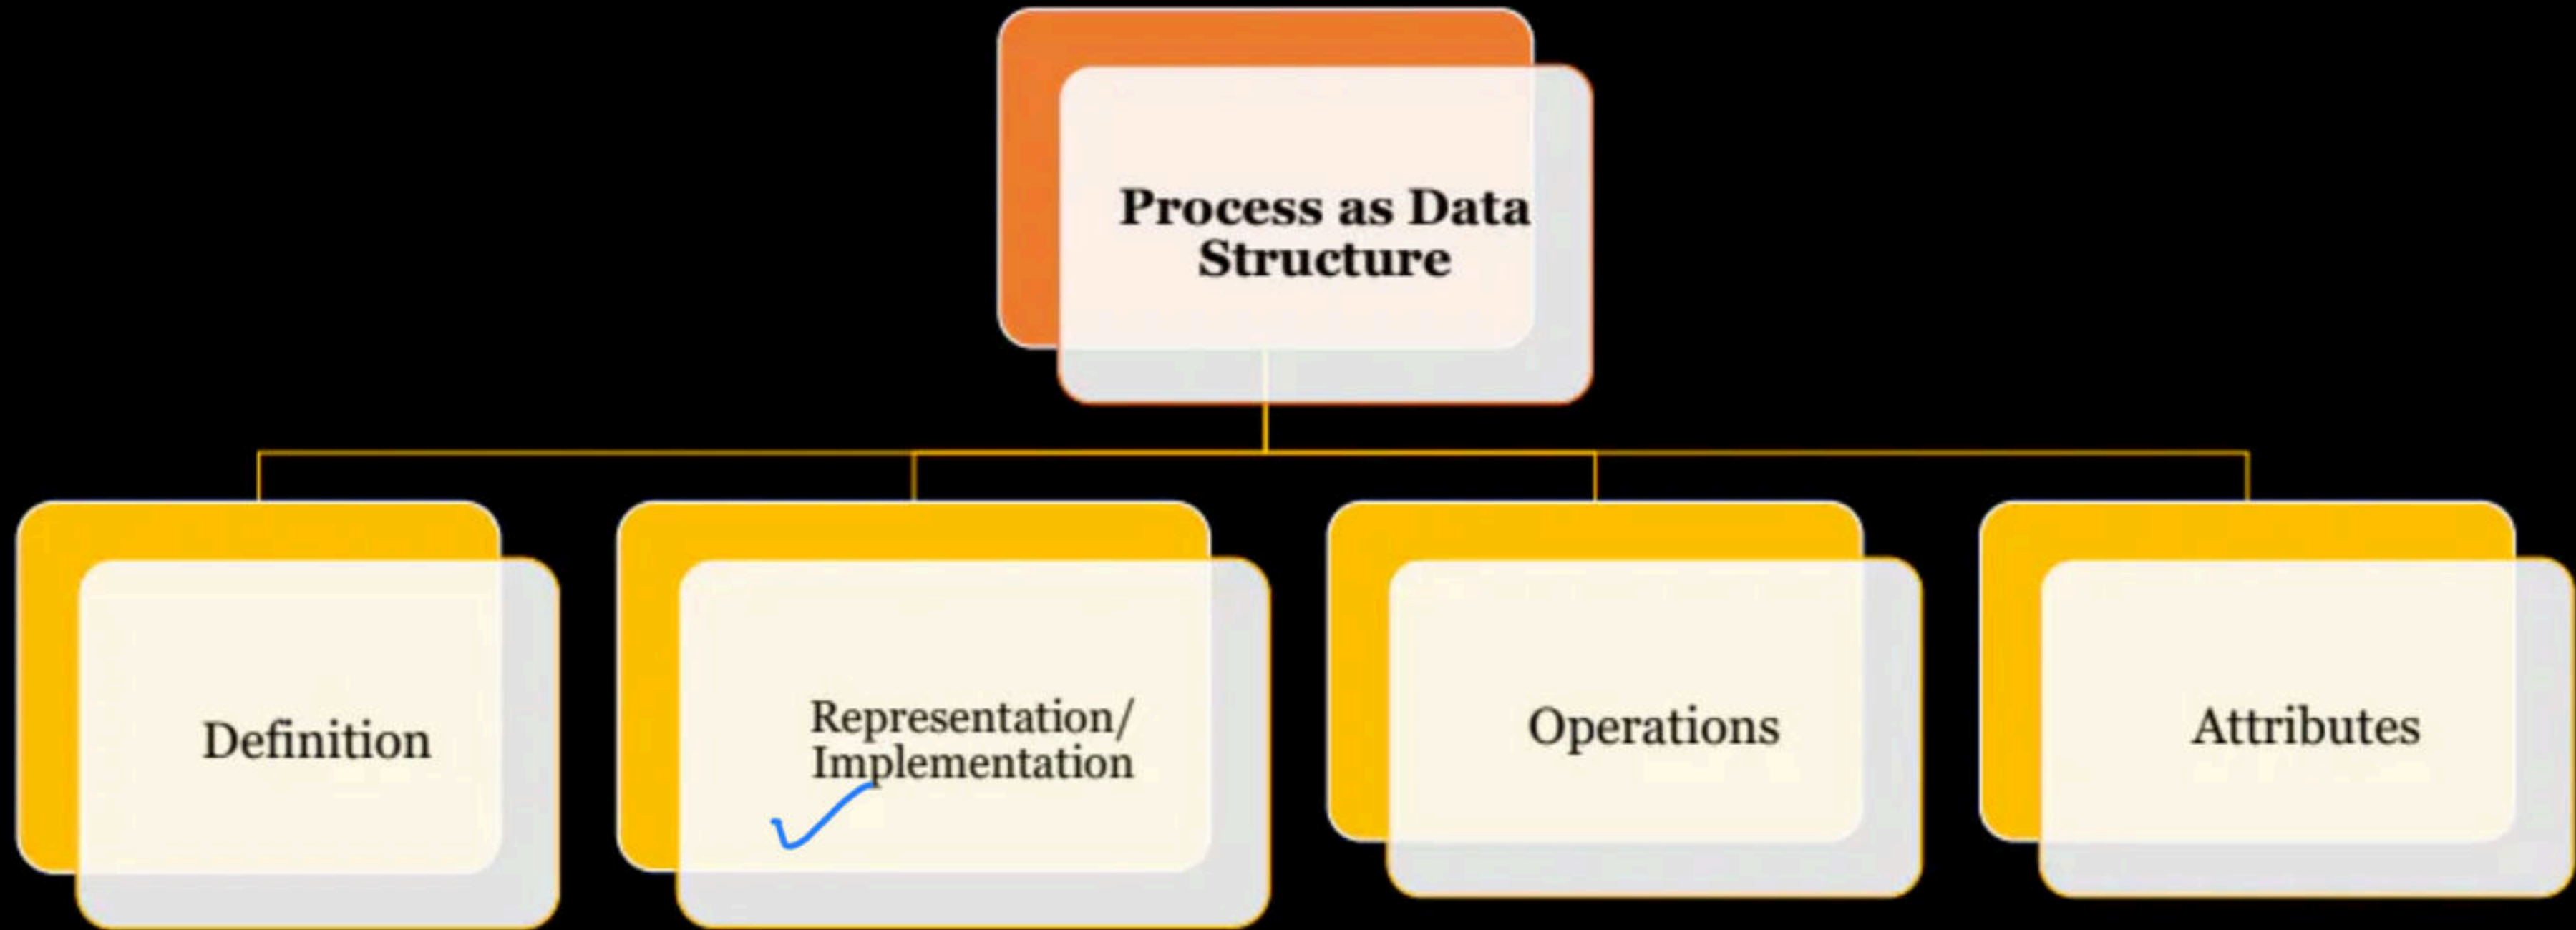 Process as Data
Structure
Definition
Representation/
Implementation
Operations
Attributes